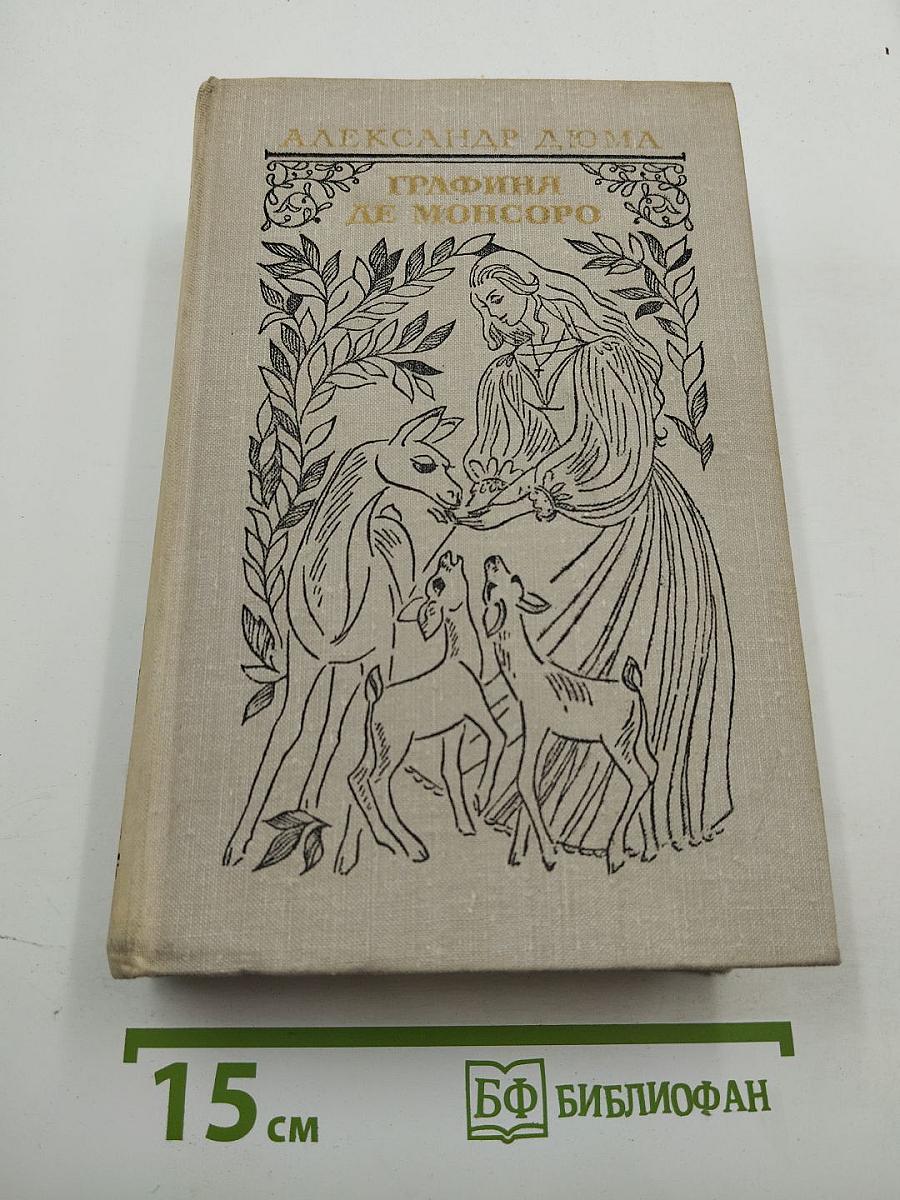 АЛЕКСАНДР ДЮМА
ГРАФИНЯ
ДЕ МОНСОРО
15 см
БФ БИБЛИОФАН